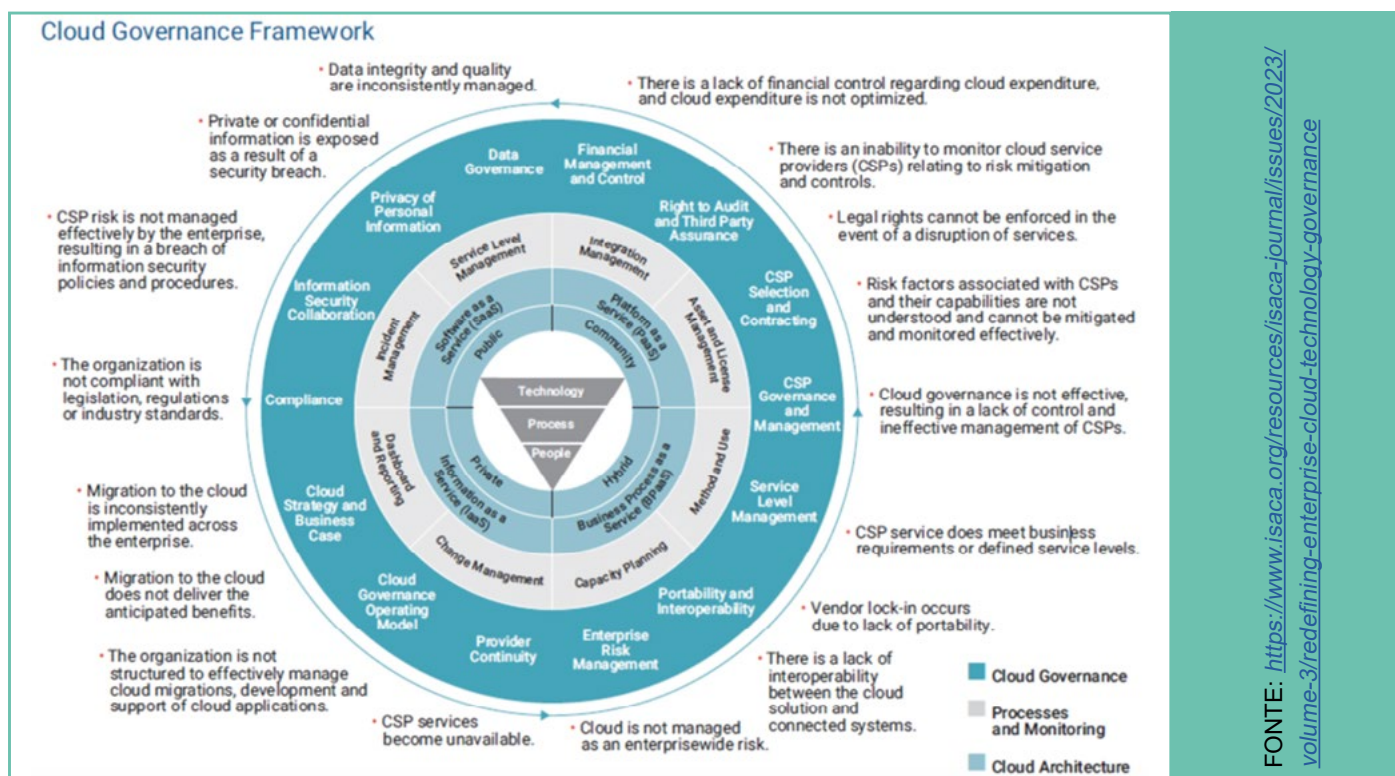 Cloud Governance Framework
• Data integrity and quality
are inconsistently managed.
• There is a lack of financial control regarding cloud expenditure,
and cloud expenditure is not optimized.
• Private or confidential
information is exposed
as a result of a
security breach.
• There is an inability to monitor cloud service
providers (CSPs) relating to risk mitigation
and controls.
• CSP risk is not managed
effectively by the enterprise,
resulting in a breach of
information security
policies and procedures.
• Legal rights cannot be enforced in the
event of a disruption of services.
• Risk factors associated with CSPs
and their capabilities are not
understood and cannot be mitigated
and monitored effectively.
• The organization is
not compliant with
legislation, regulations
or industry standards.
• Cloud governance is not effective,
resulting in a lack of control and
ineffective management of CSPs.
• Migration to the cloud
is inconsistently
implemented across
the enterprise.
• CSP service does meet business
requirements or defined service levels.
• Migration to the cloud
does not deliver the
anticipated benefits.
• Vendor lock-in occurs
due to lack of portability.
• The organization is not
structured to effectively manage
cloud migrations, development and
support of cloud applications.
• There is a lack of
interoperability
between the cloud
solution and
connected systems.
• CSP services
become unavailable.
• Cloud is not managed
as an enterprisewide risk.
Data
Governance
Financial
Management
and Control
Right to Audit
and Third Party
Assurance
CSP
Selection
and
Contracting
CSP
Governance
and
Management
Service
Level
Management
Portability and
Interoperability
Enterprise
Risk
Management
Provider
Continuity
Cloud
Governance
Operating
Model
Cloud
Strategy and
Business
Case
Compliance
Information
Security
Collaboration
Privacy of
Personal
Information
Service Level
Management
Integration
Management
Asset and License
Management
Method and Use
Capacity Planning
Change Management
Dashboard
and Reporting
Incident
Management
Software as a
Service (SaaS)
Platform as a
Service (PaaS)
Business Process as a
Service (BPaaS)
Information as a
Service (IaaS)
Public
Community
Hybrid
Private
Technology
Process
People
Cloud Governance
Processes
and Monitoring
Cloud Architecture
FONTE: https://www.isaca.org/resources/isaca-journal/issues/2023/
volume-3/redefining-enterprise-cloud-technology-governance